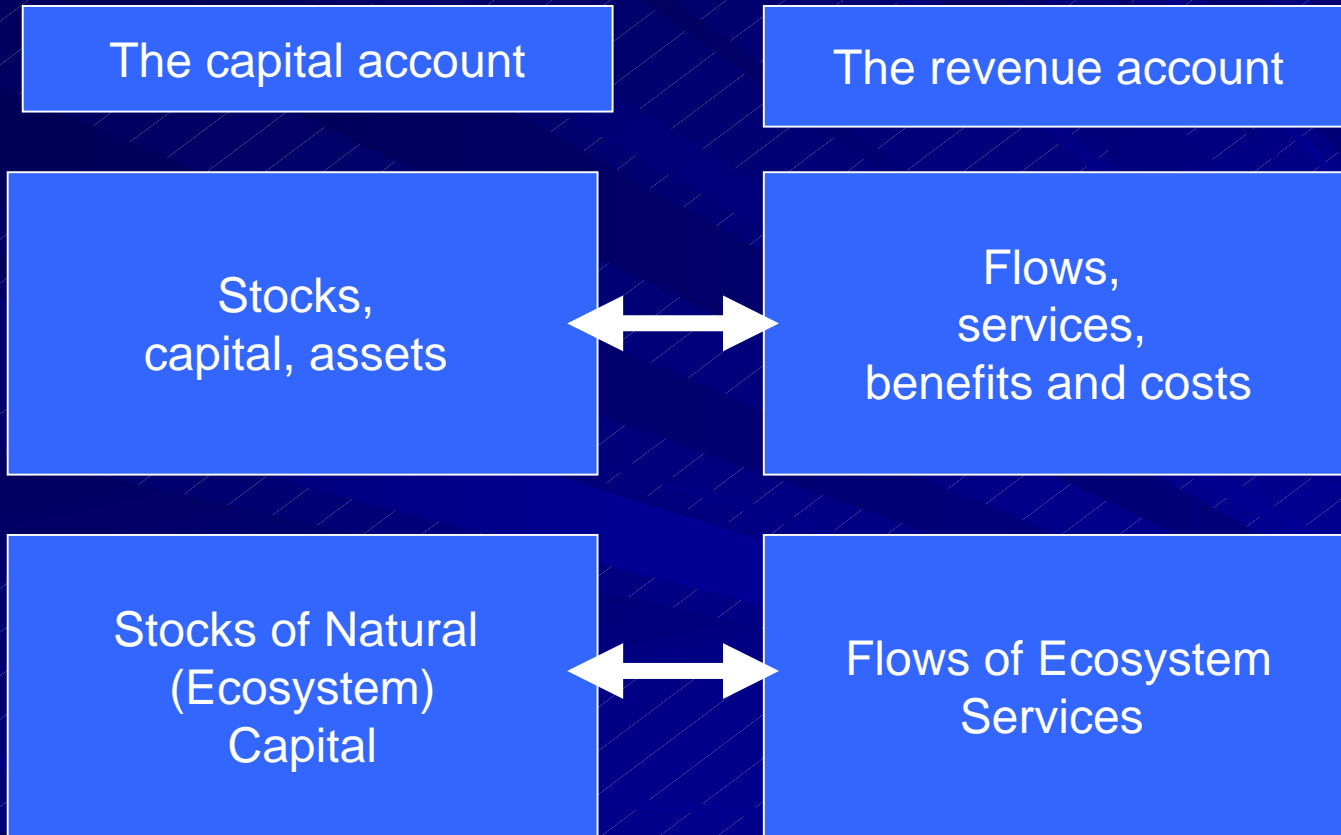 The capital account
The revenue account
Stocks,
capital, assets
Flows,
services,
benefits and costs
Stocks of Natural
(Ecosystem)
Capital
Flows of Ecosystem
Services